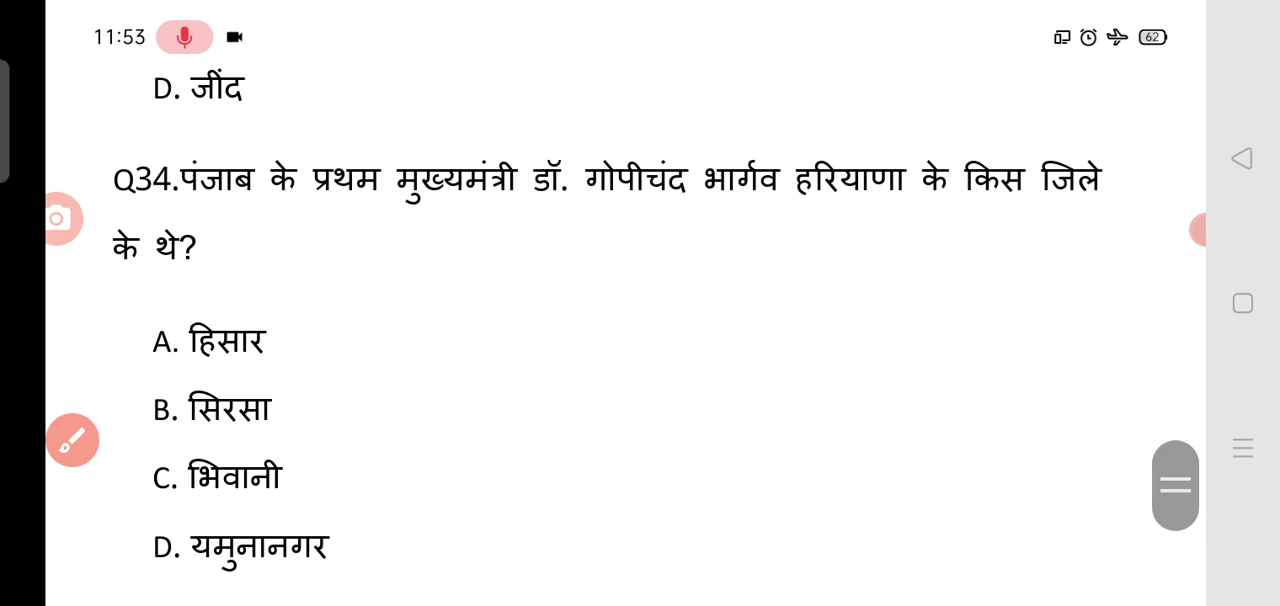 11:53
62
D. जींद
Q34.पंजाब के प्रथम मुख्यमंत्री डॉ. गोपीचंद भार्गव हरियाणा के किस जिले
के थे?
A. हिसार
B. सिरसा
C. भिवानी
D. यमुनानगर